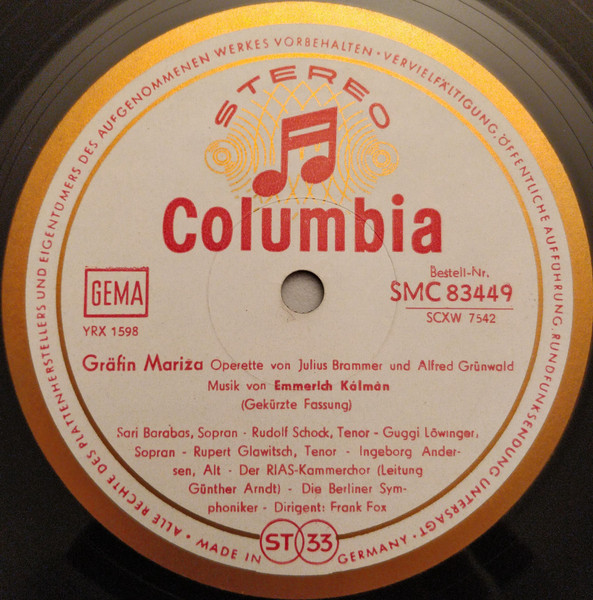 ALLE RECHTE DES PLATTENHERSTELLERS UND EIGENTÜMERS DES AUFGENOMMENEN WERKES VORBEHALTEN · VERVIELFÄLTIGUNG, ÖFFENTLICHE AUFFÜHRUNG, RUNDFUNKSENDUNG UNTERSAGT ·
STEREO
Columbia
GEMA
YRX 1598
Bestell-Nr.
SMC 83449
SCXW 7542
Gräfin Mariza Operette von Julius Brammer und Alfred Grünwald
Musik von Emmerich Kálmán
(Gekürzte Fassung)
Sari Barabas, Sopran - Rudolf Schock, Tenor - Guggi Löwinger,
Sopran - Rupert Glawitsch, Tenor - Ingeborg Ander-
sen, Alt - Der RIAS-Kammerchor (Leitung
Günther Arndt) - Die Berliner Sym-
phoniker - Dirigent: Frank Fox
MADE IN GERMANY
ST 33